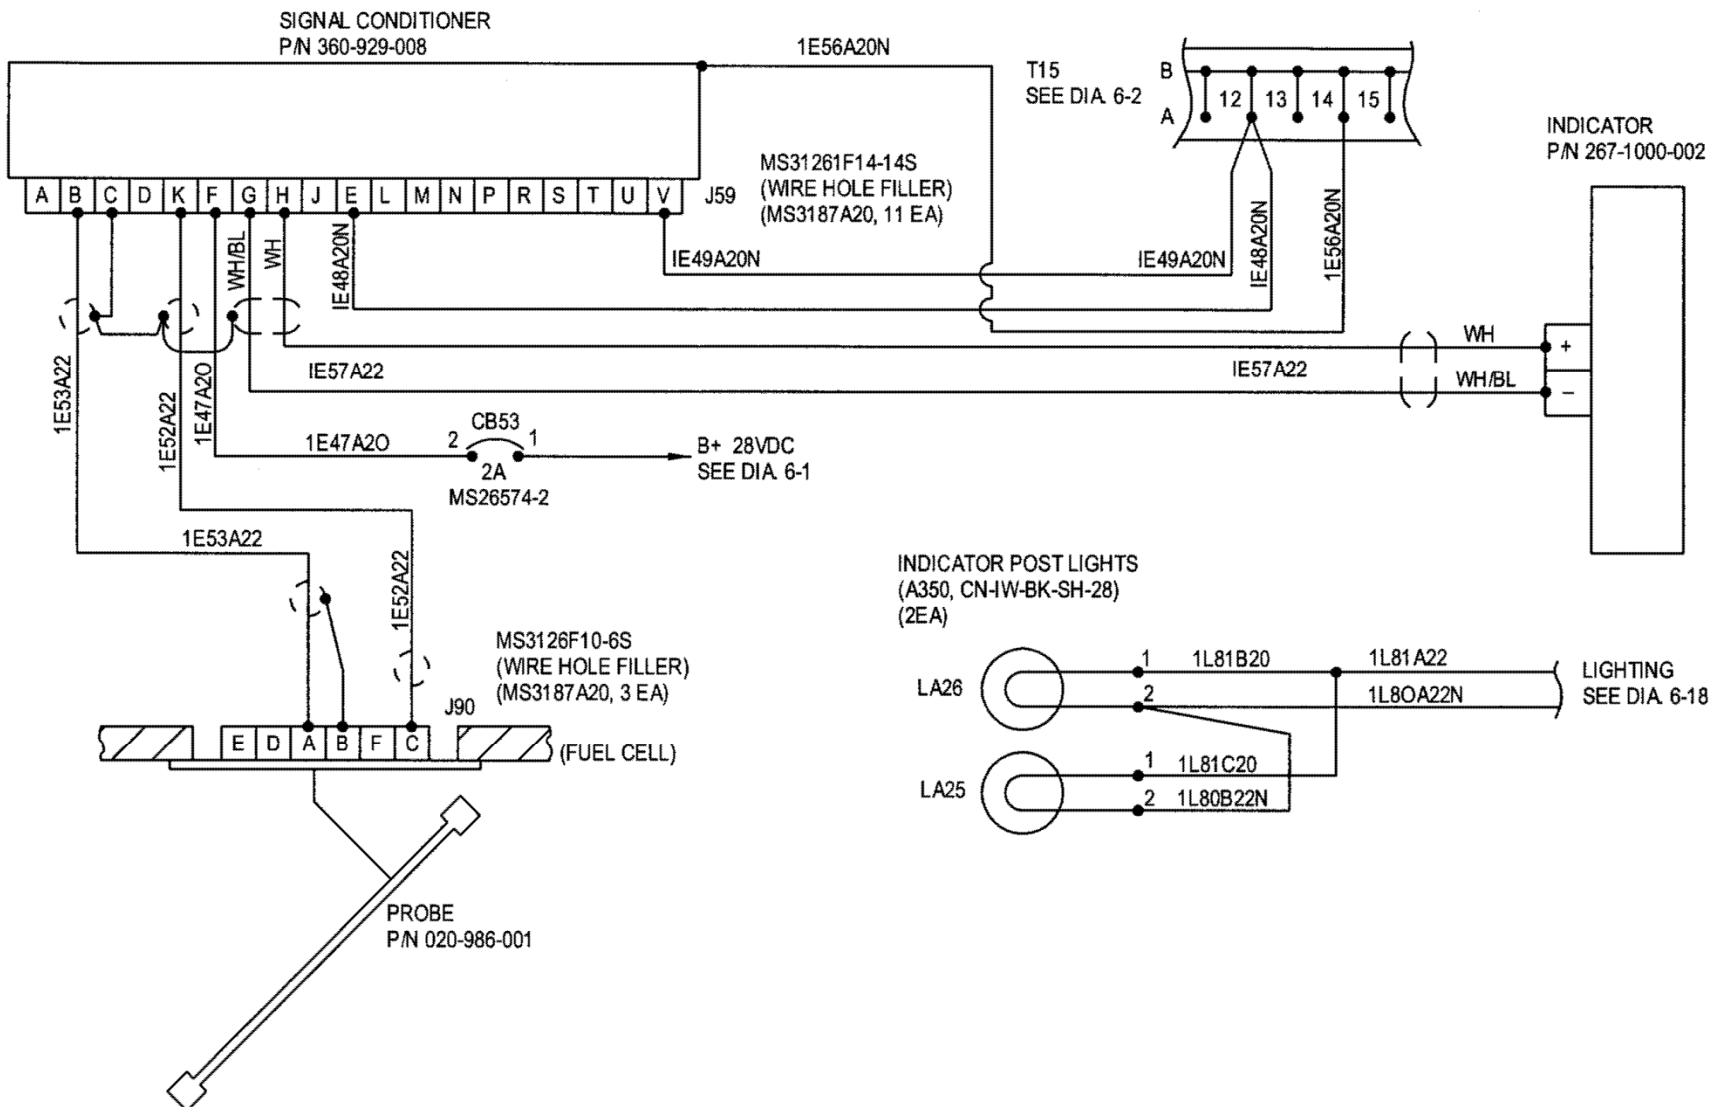 SIGNAL CONDITIONER
P/N 360-929-008
1E56A20N
T15
SEE DIA. 6-2
B
A
12 13 14 15
INDICATOR
P/N 267-1000-002
MS31261F14-14S
(WIRE HOLE FILLER)
(MS3187A20, 11 EA)
A B C D K F G H J E L M N P R S T U V
J59
WH/BL
WH
IE48A20N
IE49A20N
IE49A20N
IE48A20N
1E56A20N
WH
+
IE57A22
IE57A22
WH/BL
–
1E53A22
1E52A22
1E47A2O
1E47A2O
CB53
2 1
2A
MS26574-2
B+ 28VDC
SEE DIA. 6-1
1E53A22
1E52A22
MS3126F10-6S
(WIRE HOLE FILLER)
(MS3187A20, 3 EA)
J90
E D A B F C
(FUEL CELL)
PROBE
P/N 020-986-001
INDICATOR POST LIGHTS
(A350, CN-IW-BK-SH-28)
(2EA)
LA26
1 1L81B20 1L81A22
2 1L8OA22N
LIGHTING
SEE DIA. 6-18
LA25
1 1L81C20
2 1L80B22N